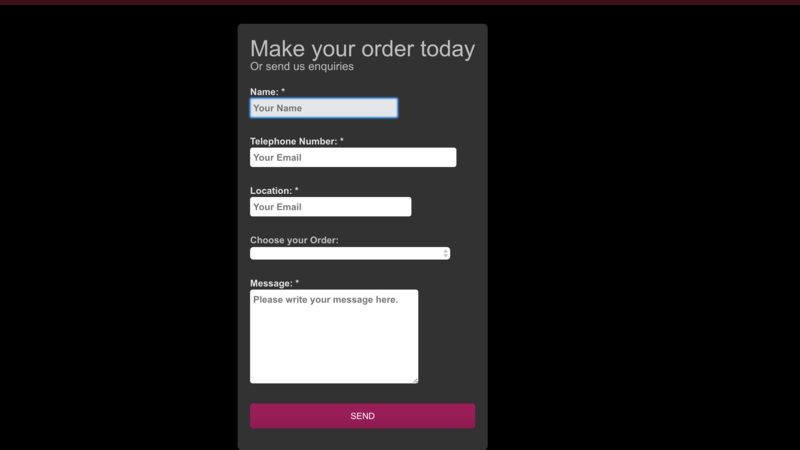 Make your order today
Or send us enquiries
Name: *
Your Name
Telephone Number: *
Your Email
Location: *
Your Email
Choose your Order:
Message: *
Please write your message here.
SEND